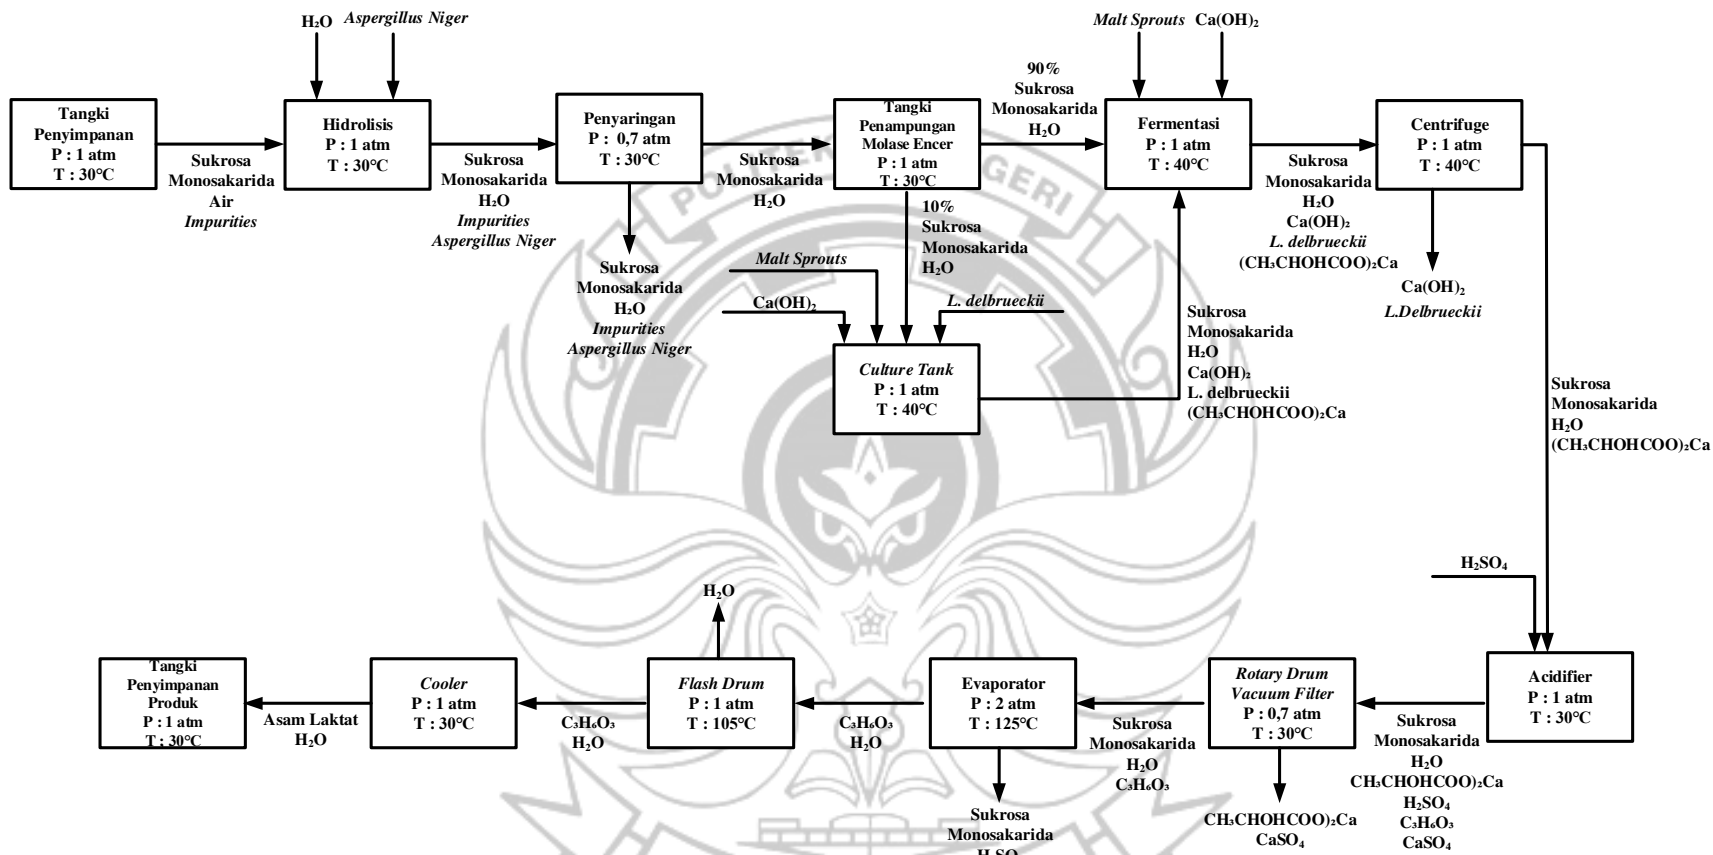 H₂O
Aspergillus Niger
Malt Sprouts
Ca(OH)₂
Tangki
Penyimpanan
P : 1 atm
T : 30°C
Sukrosa
Monosakarida
Air
Impurities
Hidrolisis
P : 1 atm
T : 30°C
Sukrosa
Monosakarida
H₂O
Impurities
Aspergillus Niger
Penyaringan
P : 0,7 atm
T : 30°C
Sukrosa
Monosakarida
H₂O
Impurities
Aspergillus Niger
Sukrosa
Monosakarida
H₂O
Tangki
Penampungan
Molase Encer
P : 1 atm
T : 30°C
90%
Sukrosa
Monosakarida
H₂O
10%
Sukrosa
Monosakarida
H₂O
Malt Sprouts
Ca(OH)₂
L. delbrueckii
Culture Tank
P : 1 atm
T : 40°C
Sukrosa
Monosakarida
H₂O
Ca(OH)₂
L. delbrueckii
(CH₃CHOHCOO)₂Ca
Fermentasi
P : 1 atm
T : 40°C
Sukrosa
Monosakarida
H₂O
Ca(OH)₂
L. delbrueckii
(CH₃CHOHCOO)₂Ca
Centrifuge
P : 1 atm
T : 40°C
Ca(OH)₂
L.Delbrueckii
Sukrosa
Monosakarida
H₂O
(CH₃CHOHCOO)₂Ca
H₂SO₄
Acidifier
P : 1 atm
T : 30°C
Sukrosa
Monosakarida
H₂O
CH₃CHOHCOO)₂Ca
H₂SO₄
C₃H₆O₃
CaSO₄
Rotary Drum
Vacuum Filter
P : 0,7 atm
T : 30°C
CH₃CHOHCOO)₂Ca
CaSO₄
Sukrosa
Monosakarida
H₂O
C₃H₆O₃
Evaporator
P : 2 atm
T : 125°C
Sukrosa
Monosakarida
C₃H₆O₃
H₂O
Flash Drum
P : 1 atm
T : 105°C
H₂O
C₃H₆O₃
H₂O
Cooler
P : 1 atm
T : 30°C
Asam Laktat
H₂O
Tangki
Penyimpanan
Produk
P : 1 atm
T : 30°C